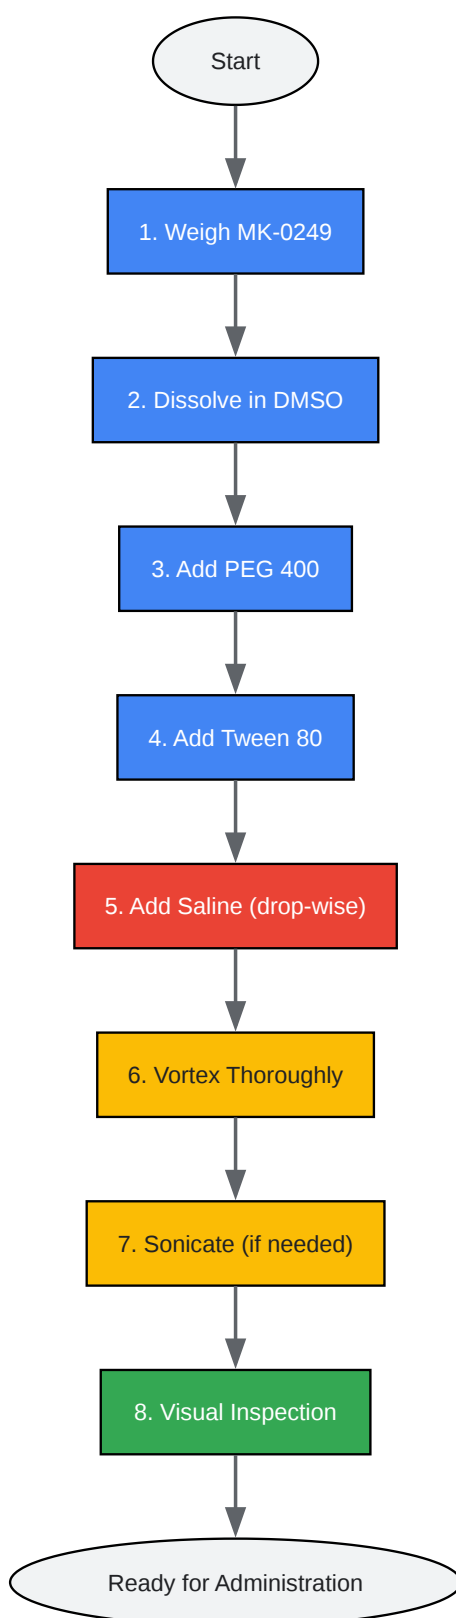 Start
1. Weigh MK-0249
2. Dissolve in DMSO
3. Add PEG 400
4. Add Tween 80
5. Add Saline (drop-wise)
6. Vortex Thoroughly
7. Sonicate (if needed)
8. Visual Inspection
Ready for Administration